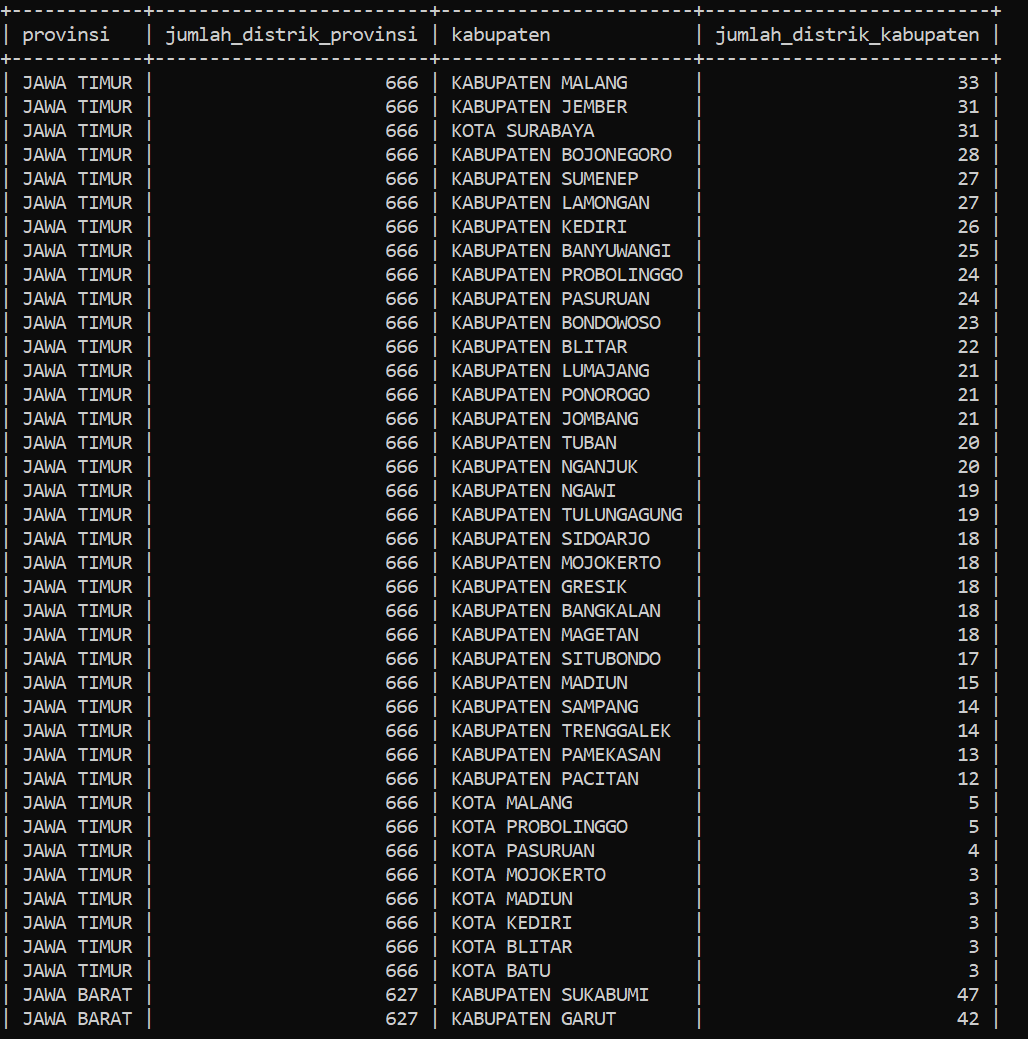 +------------+-------------------------+-----------------------+--------------------------+
| provinsi   | jumlah_distrik_provinsi | kabupaten             | jumlah_distrik_kabupaten |
+------------+-------------------------+-----------------------+--------------------------+
| JAWA TIMUR |                     666 | KABUPATEN MALANG      |                       33 |
| JAWA TIMUR |                     666 | KABUPATEN JEMBER      |                       31 |
| JAWA TIMUR |                     666 | KOTA SURABAYA         |                       31 |
| JAWA TIMUR |                     666 | KABUPATEN BOJONEGORO  |                       28 |
| JAWA TIMUR |                     666 | KABUPATEN SUMENEP     |                       27 |
| JAWA TIMUR |                     666 | KABUPATEN LAMONGAN    |                       27 |
| JAWA TIMUR |                     666 | KABUPATEN KEDIRI      |                       26 |
| JAWA TIMUR |                     666 | KABUPATEN BANYUWANGI  |                       25 |
| JAWA TIMUR |                     666 | KABUPATEN PROBOLINGGO |                       24 |
| JAWA TIMUR |                     666 | KABUPATEN PASURUAN    |                       24 |
| JAWA TIMUR |                     666 | KABUPATEN BONDOWOSO   |                       23 |
| JAWA TIMUR |                     666 | KABUPATEN BLITAR      |                       22 |
| JAWA TIMUR |                     666 | KABUPATEN LUMAJANG    |                       21 |
| JAWA TIMUR |                     666 | KABUPATEN PONOROGO    |                       21 |
| JAWA TIMUR |                     666 | KABUPATEN JOMBANG     |                       21 |
| JAWA TIMUR |                     666 | KABUPATEN TUBAN       |                       20 |
| JAWA TIMUR |                     666 | KABUPATEN NGANJUK     |                       20 |
| JAWA TIMUR |                     666 | KABUPATEN NGAWI       |                       19 |
| JAWA TIMUR |                     666 | KABUPATEN TULUNGAGUNG |                       19 |
| JAWA TIMUR |                     666 | KABUPATEN SIDOARJO    |                       18 |
| JAWA TIMUR |                     666 | KABUPATEN MOJOKERTO   |                       18 |
| JAWA TIMUR |                     666 | KABUPATEN GRESIK      |                       18 |
| JAWA TIMUR |                     666 | KABUPATEN BANGKALAN   |                       18 |
| JAWA TIMUR |                     666 | KABUPATEN MAGETAN     |                       18 |
| JAWA TIMUR |                     666 | KABUPATEN SITUBONDO   |                       17 |
| JAWA TIMUR |                     666 | KABUPATEN MADIUN      |                       15 |
| JAWA TIMUR |                     666 | KABUPATEN SAMPANG     |                       14 |
| JAWA TIMUR |                     666 | KABUPATEN TRENGGALEK  |                       14 |
| JAWA TIMUR |                     666 | KABUPATEN PAMEKASAN   |                       13 |
| JAWA TIMUR |                     666 | KABUPATEN PACITAN     |                       12 |
| JAWA TIMUR |                     666 | KOTA MALANG           |                        5 |
| JAWA TIMUR |                     666 | KOTA PROBOLINGGO      |                        5 |
| JAWA TIMUR |                     666 | KOTA PASURUAN         |                        4 |
| JAWA TIMUR |                     666 | KOTA MOJOKERTO        |                        3 |
| JAWA TIMUR |                     666 | KOTA MADIUN           |                        3 |
| JAWA TIMUR |                     666 | KOTA KEDIRI           |                        3 |
| JAWA TIMUR |                     666 | KOTA BLITAR           |                        3 |
| JAWA TIMUR |                     666 | KOTA BATU             |                        3 |
| JAWA BARAT |                     627 | KABUPATEN SUKABUMI    |                       47 |
| JAWA BARAT |                     627 | KABUPATEN GARUT       |                       42 |